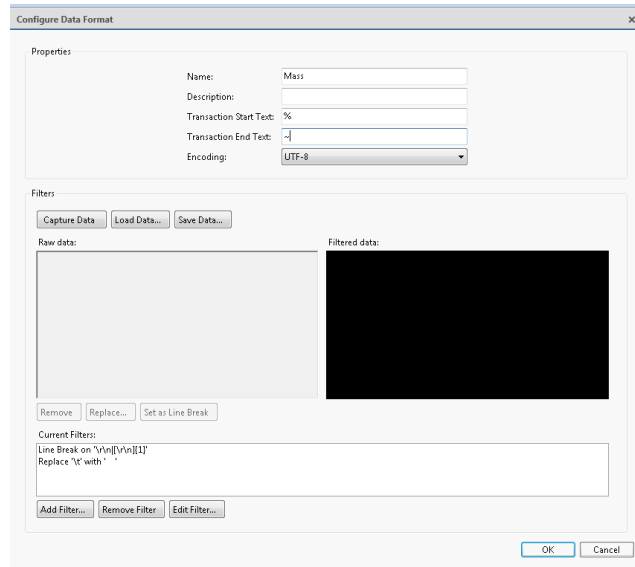 Configure Data Format
Properties
Name: Mass
Description:
Transaction Start Text: %
Transaction End Text: ~
Encoding: UTF-8
Filters
Capture Data Load Data... Save Data...
Raw data: Filtered data:
Remove Replace... Set as Line Break
Current Filters:
Line Break on '\r\n|[\r\n][1]'
Replace '\t' with '    '
Add Filter... Remove Filter Edit Filter...
OK Cancel